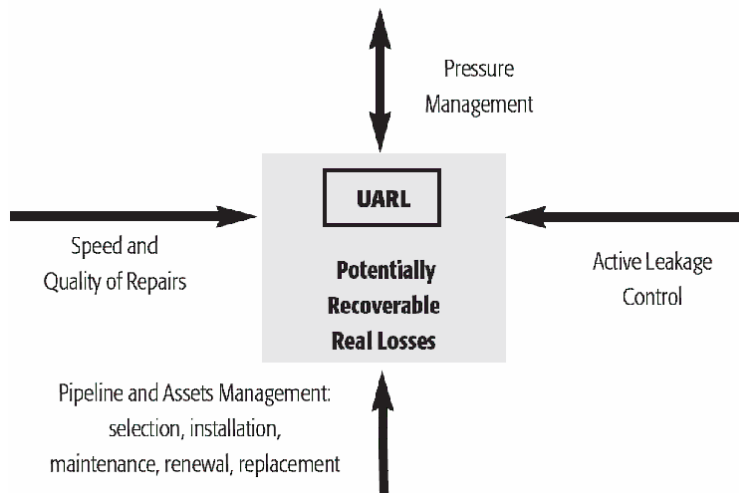 Pressure
Management
UARL
Speed and
Quality of Repairs
Potentially
Recoverable
Real Losses
Active Leakage
Control
Pipeline and Assets Management:
selection, installation,
maintenance, renewal, replacement